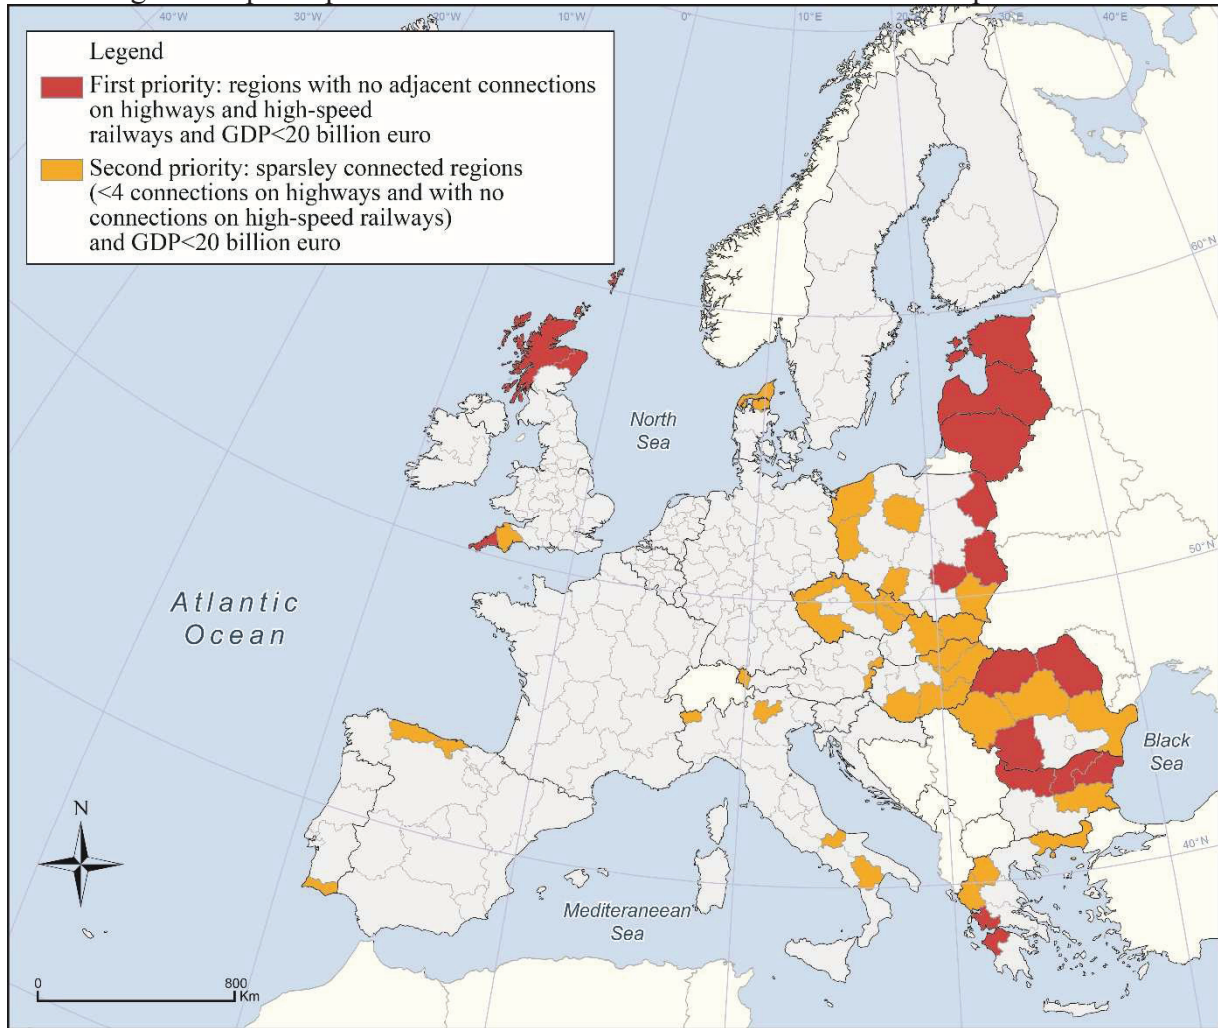 40°W
30°W
20°W
10°W
0°
10°E
20°E
30°E
40°E
Legend
First priority: regions with no adjacent connections
on highways and high-speed
railways and GDP<20 billion euro
Second priority: sparsley connected regions
(<4 connections on highways and with no
connections on high-speed railways)
and GDP<20 billion euro
60°N
North
Sea
50°N
Atlantic
Ocean
Black
Sea
N
40°N
Mediteraneean
Sea
0
800
Km